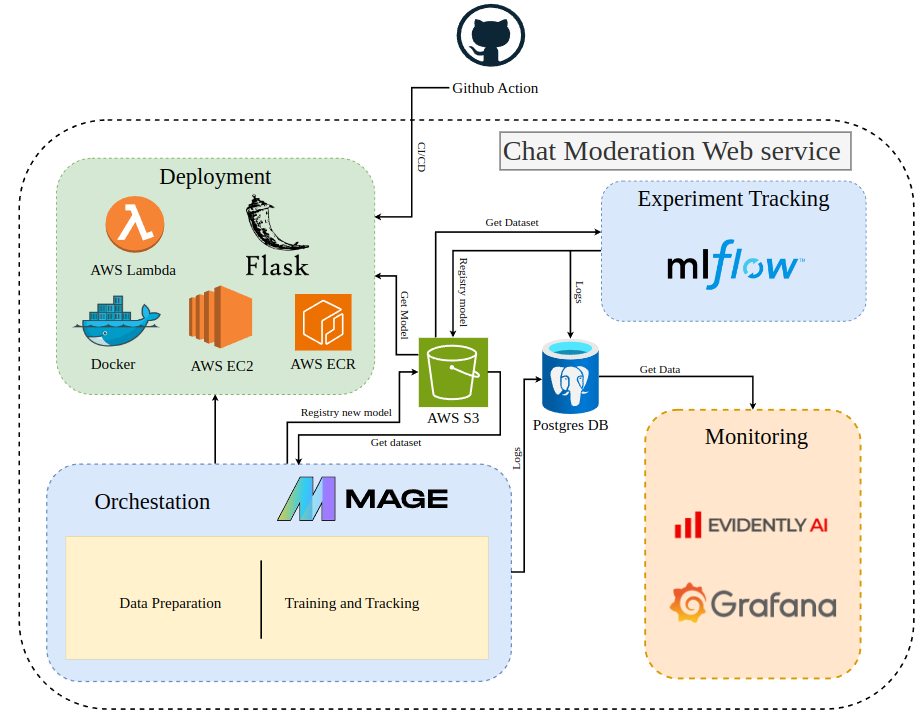 Github Action
CI/CD
Chat Moderation Web service
Deployment
AWS Lambda
Flask
Docker
AWS EC2
AWS ECR
Get Dataset
Registry model
Logs
Get Model
Experiment Tracking
mlflow™
AWS S3
Postgres DB
Get Data
Registry new model
Get dataset
Logs
Orchestation
MAGE
Data Preparation
Training and Tracking
Monitoring
EVIDENTLY AI
Grafana